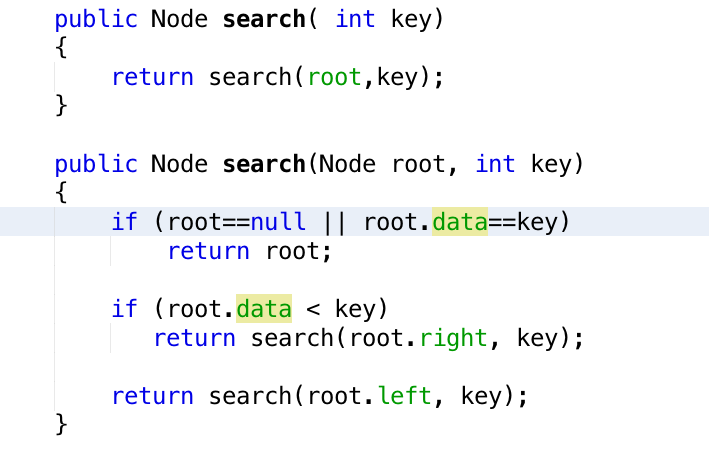 public Node search( int key)
{
    return search(root,key);
}

public Node search(Node root, int key)
{
    if (root==null || root.data==key)
        return root;

    if (root.data < key)
       return search(root.right, key);

    return search(root.left, key);
}